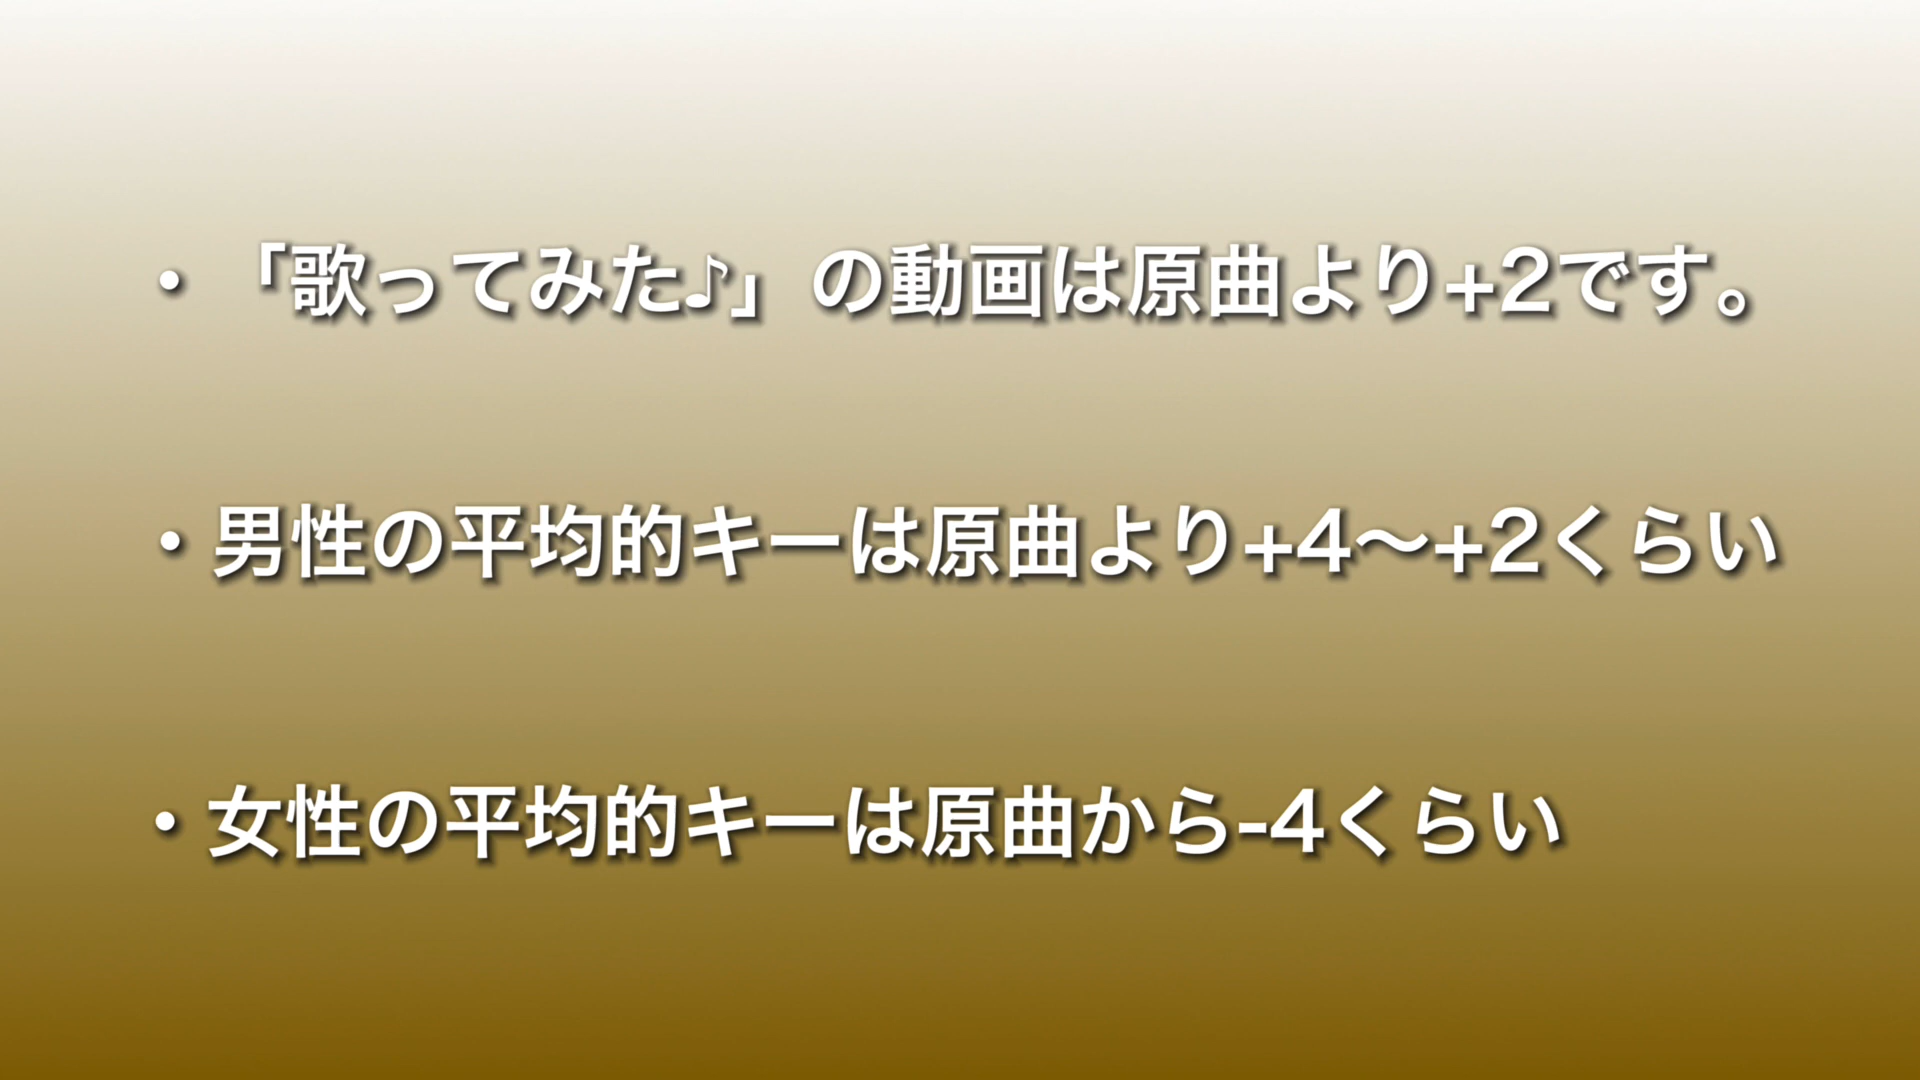 ・「歌ってみた♪」の動画は原曲より+2です。
・男性の平均的キーは原曲より+4〜+2くらい
・女性の平均的キーは原曲から-4くらい